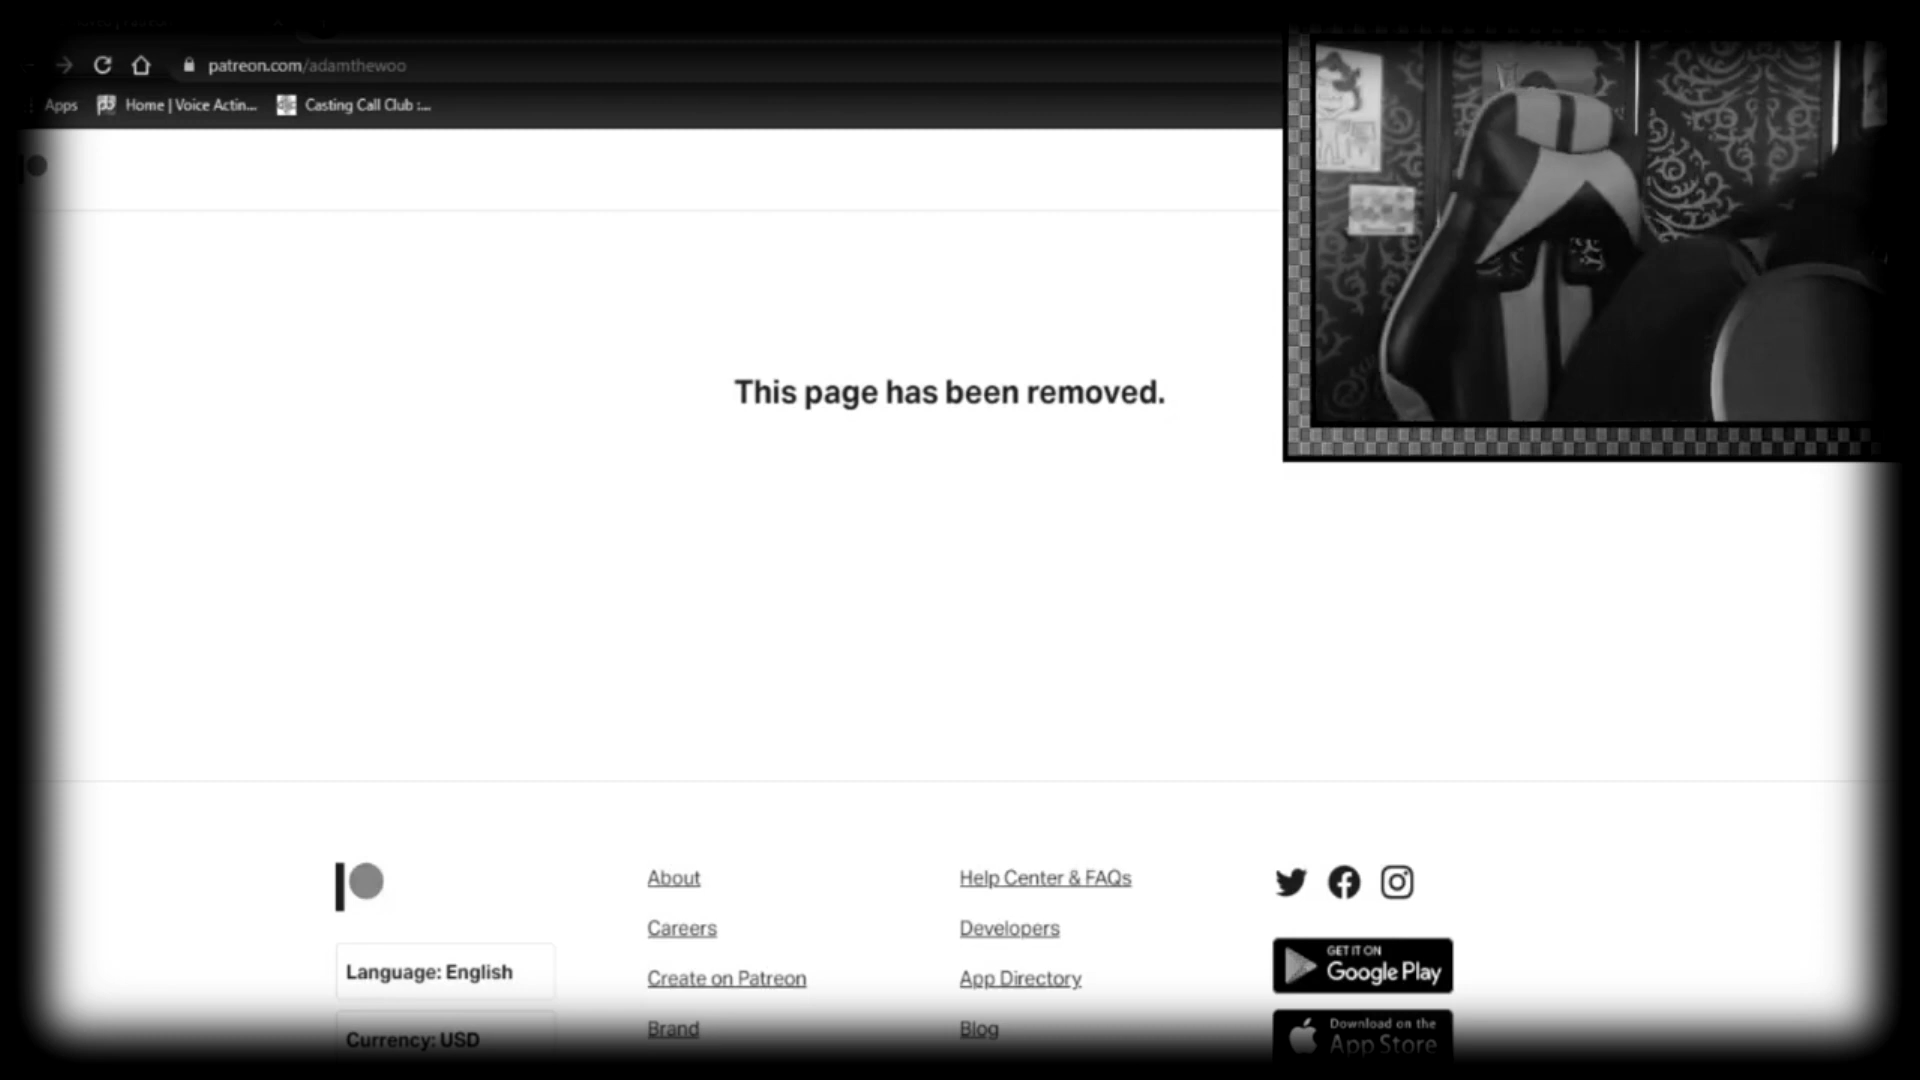 patreon.com/adamthewoo
Apps Home | Voice Actin... Casting Call Club :...
This page has been removed.
About Help Center & FAQs
Careers Developers
Language: English
Create on Patreon App Directory
GET IT ON
Google Play
Brand Blog
Currency: USD
Download on the
App Store